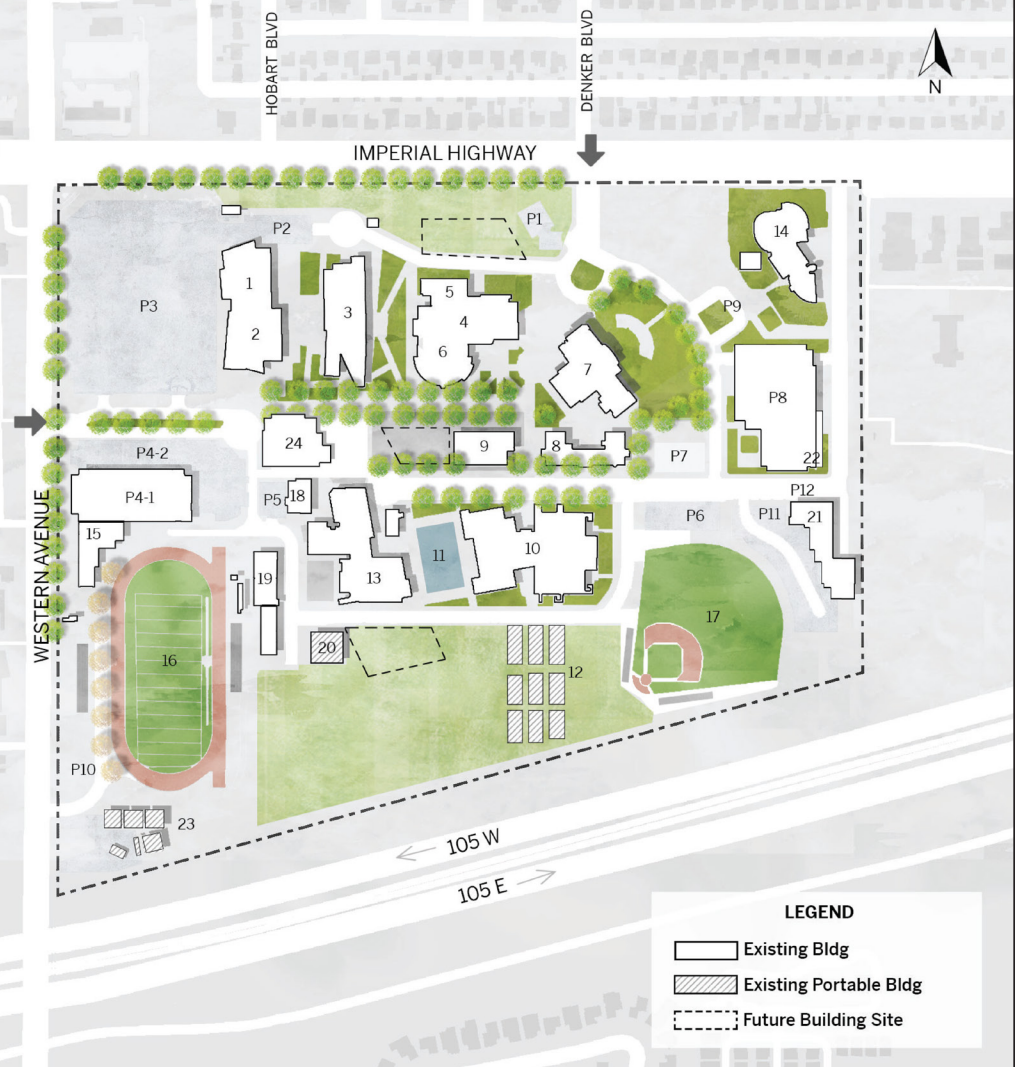 HOBART BLVD
DENKER BLVD
N
IMPERIAL HIGHWAY
P1
P2
14
1
P3
3
5
P9
4
2
6
7
P8
24
9
8
P4-2
P7
22
P4-1
P5
18
P12
WESTERN AVENUE
15
P6
P11
21
11
10
19
13
17
20
16
12
P10
23
105 W
105 E
LEGEND
Existing Bldg
Existing Portable Bldg
Future Building Site